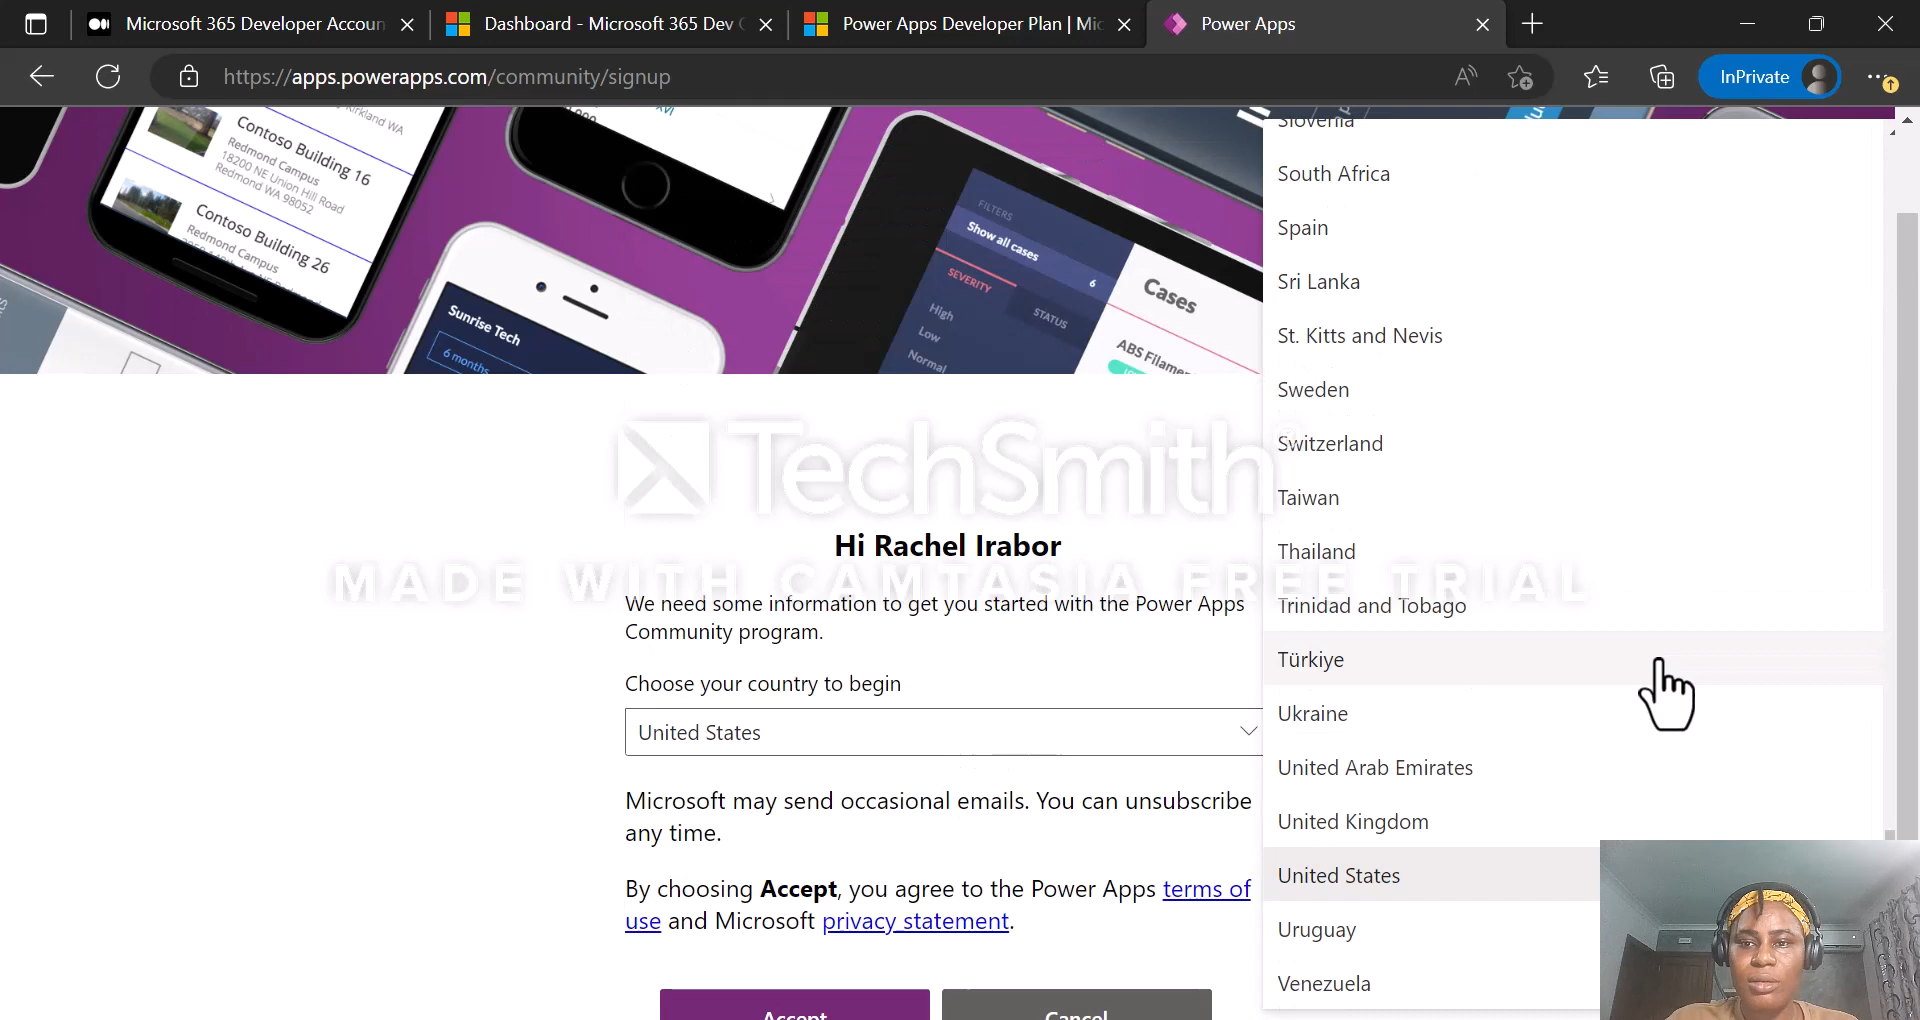 Microsoft 365 Developer Accoun
Dashboard - Microsoft 365 Dev C
Power Apps Developer Plan | Mic
Power Apps
https://apps.powerapps.com/community/signup
InPrivate
Kirkland WA
Contoso Building 16
Redmond Campus
18200 NE Union Hill Road
Redmond WA 98052
Contoso Building 26
Redmond Campus
Sunrise Tech
6 months
FILTERS
Show all cases
6
SEVERITY
STATUS
High
Low
Normal
Cases
Slovenia
South Africa
Spain
Sri Lanka
St. Kitts and Nevis
Sweden
Switzerland
Taiwan
Thailand
Trinidad and Tobago
Türkiye
Ukraine
United Arab Emirates
United Kingdom
United States
Uruguay
Venezuela
TechSmith
MADE WITH CAMTASIA FREE TRIAL
Hi Rachel Irabor
We need some information to get you started with the Power Apps
Community program.
Choose your country to begin
United States
Microsoft may send occasional emails. You can unsubscribe
any time.
By choosing Accept, you agree to the Power Apps terms of
use and Microsoft privacy statement.
Accept
Cancel